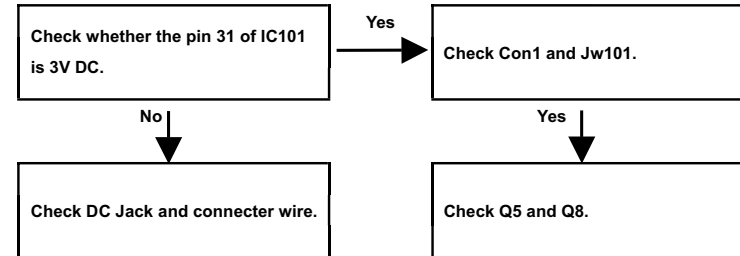 Check whether the pin 31 of IC101
is 3V DC.
Yes
Check Con1 and Jw101.
No
Yes
Check DC Jack and connecter wire.
Check Q5 and Q8.